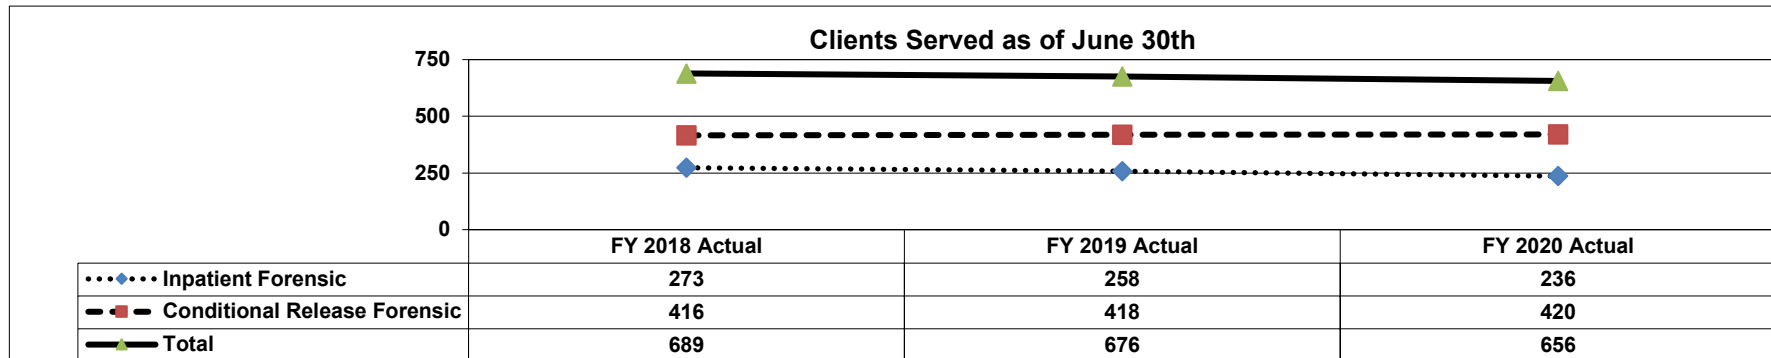 Clients Served as of June 30th
750
500
250
0
FY 2018 Actual FY 2019 Actual FY 2020 Actual
Inpatient Forensic 273 258 236
Conditional Release Forensic 416 418 420
Total 689 676 656